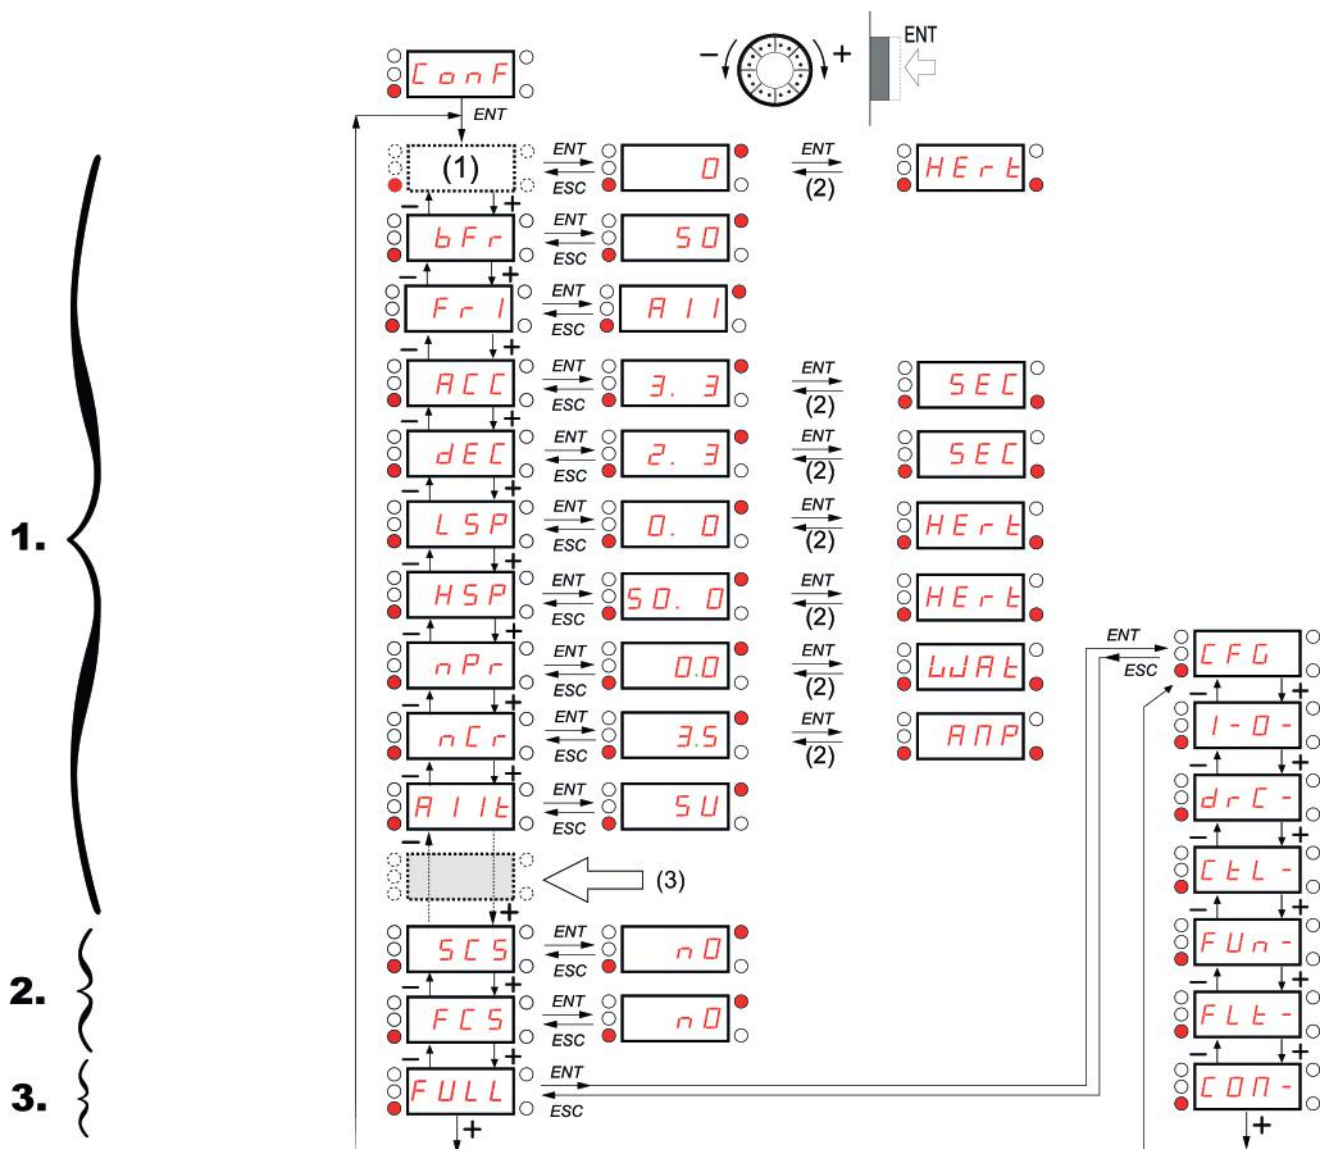 − + ENT
ConF
ENT
(1) ENT ESC 0 ENT (2) HErt
− +
bFr ENT ESC 50
− +
Fr1 ENT ESC A11
− +
ACC ENT ESC 3. 3 ENT (2) SEC
− +
dEC ENT ESC 2. 3 ENT (2) SEC
− +
1. LSP ENT ESC 0. 0 ENT (2) HErt
− +
HSP ENT ESC 50. 0 ENT (2) HErt
− +
nPr ENT ESC 0.0 ENT (2) WAt ENT ESC CFG
− + − +
nCr ENT ESC 3.5 ENT (2) AMP I-O-
− + − +
A11t ENT ESC SU drC-
− − +
(3) CtL-
+ − +
SCS ENT ESC nO FUn-
− + − +
2. FCS ENT ESC nO FLt-
− + − +
3. FULL ENT ESC COM-
+ +